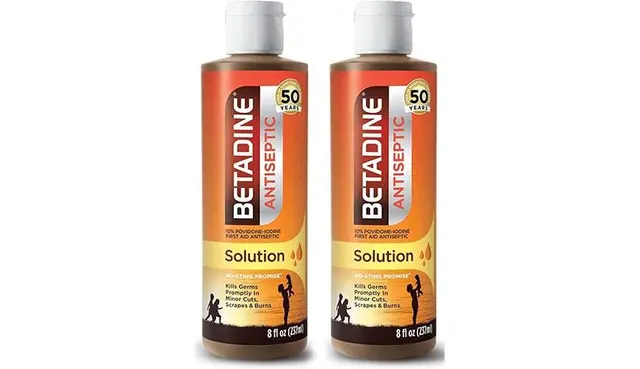 50
YEARS
BETADINE®
ANTISEPTIC
10% POVIDONE-IODINE
FIRST AID ANTISEPTIC
Solution
NO-STING PROMISE*
Kills Germs
Promptly In
Minor Cuts,
Scrapes & Burns
8 fl oz (237ml)
50
YEARS
BETADINE®
ANTISEPTIC
10% POVIDONE-IODINE
FIRST AID ANTISEPTIC
Solution
NO-STING PROMISE*
Kills Germs
Promptly In
Minor Cuts,
Scrapes & Burns
8 fl oz (237ml)